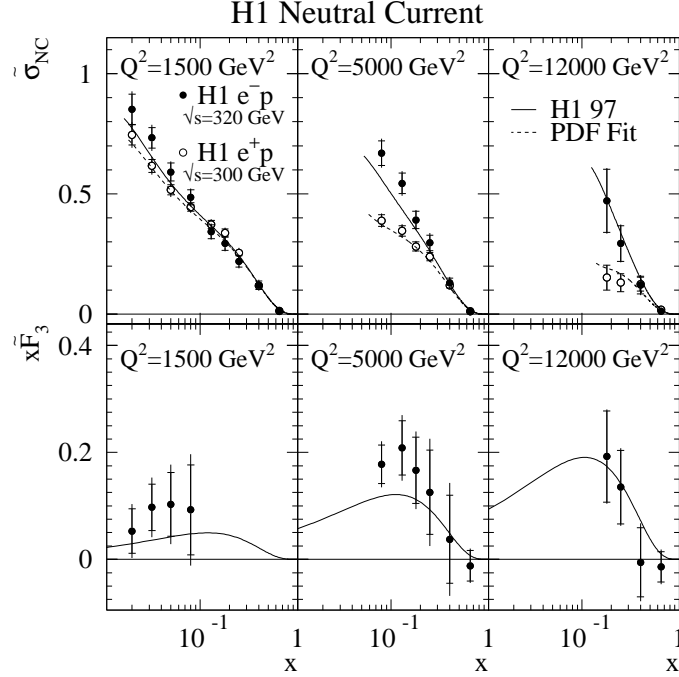 H1 Neutral Current
σ̃_NC
1
0.5
0
Q²=1500 GeV²
H1 e⁻p
√s=320 GeV
H1 e⁺p
√s=300 GeV
Q²=5000 GeV²
Q²=12000 GeV²
H1 97
PDF Fit
xF̃₃
0.4
0.2
0
Q²=1500 GeV²
Q²=5000 GeV²
Q²=12000 GeV²
10⁻¹ 1 10⁻¹ 1 10⁻¹ 1
x x x